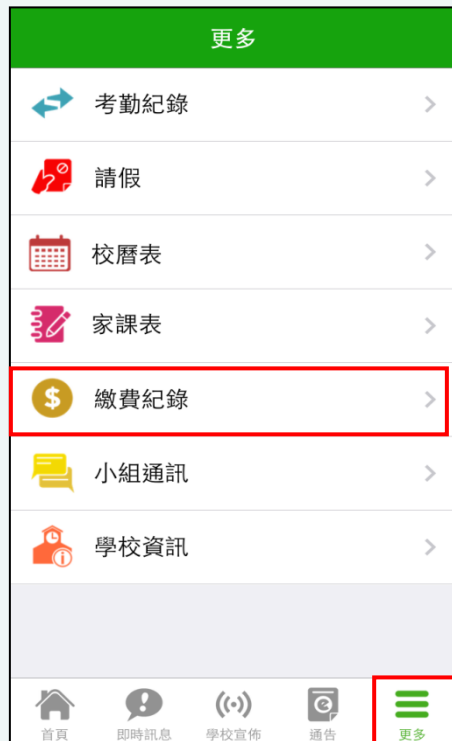 更多
考勤紀錄
請假
校曆表
家課表
繳費紀錄
小組通訊
學校資訊
首頁 即時訊息 學校宣佈 通告 更多